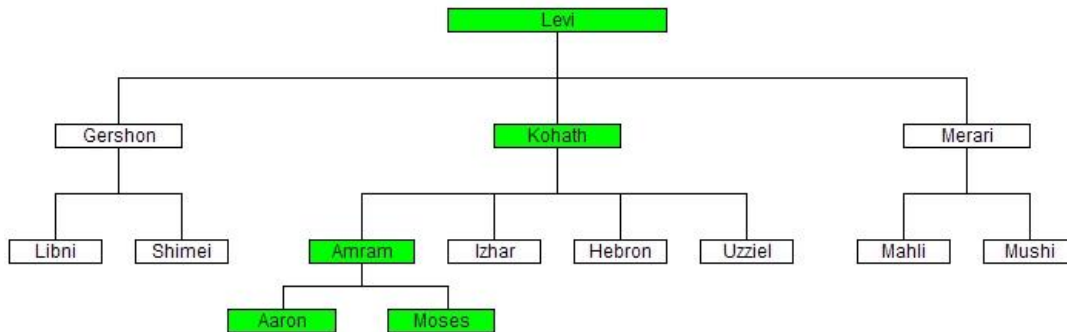 Levi
Gershon
Kohath
Merari
Libni
Shimei
Amram
Izhar
Hebron
Uzziel
Mahli
Mushi
Aaron
Moses